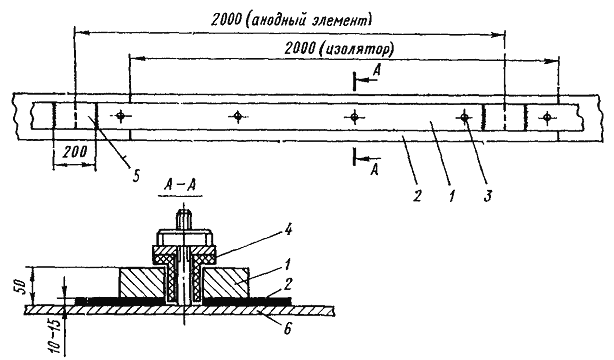 2000 (анодный элемент)
2000 (изолятор)
А
200
5
А
2
1
3
А-А
4
1
2
6
50
10-15